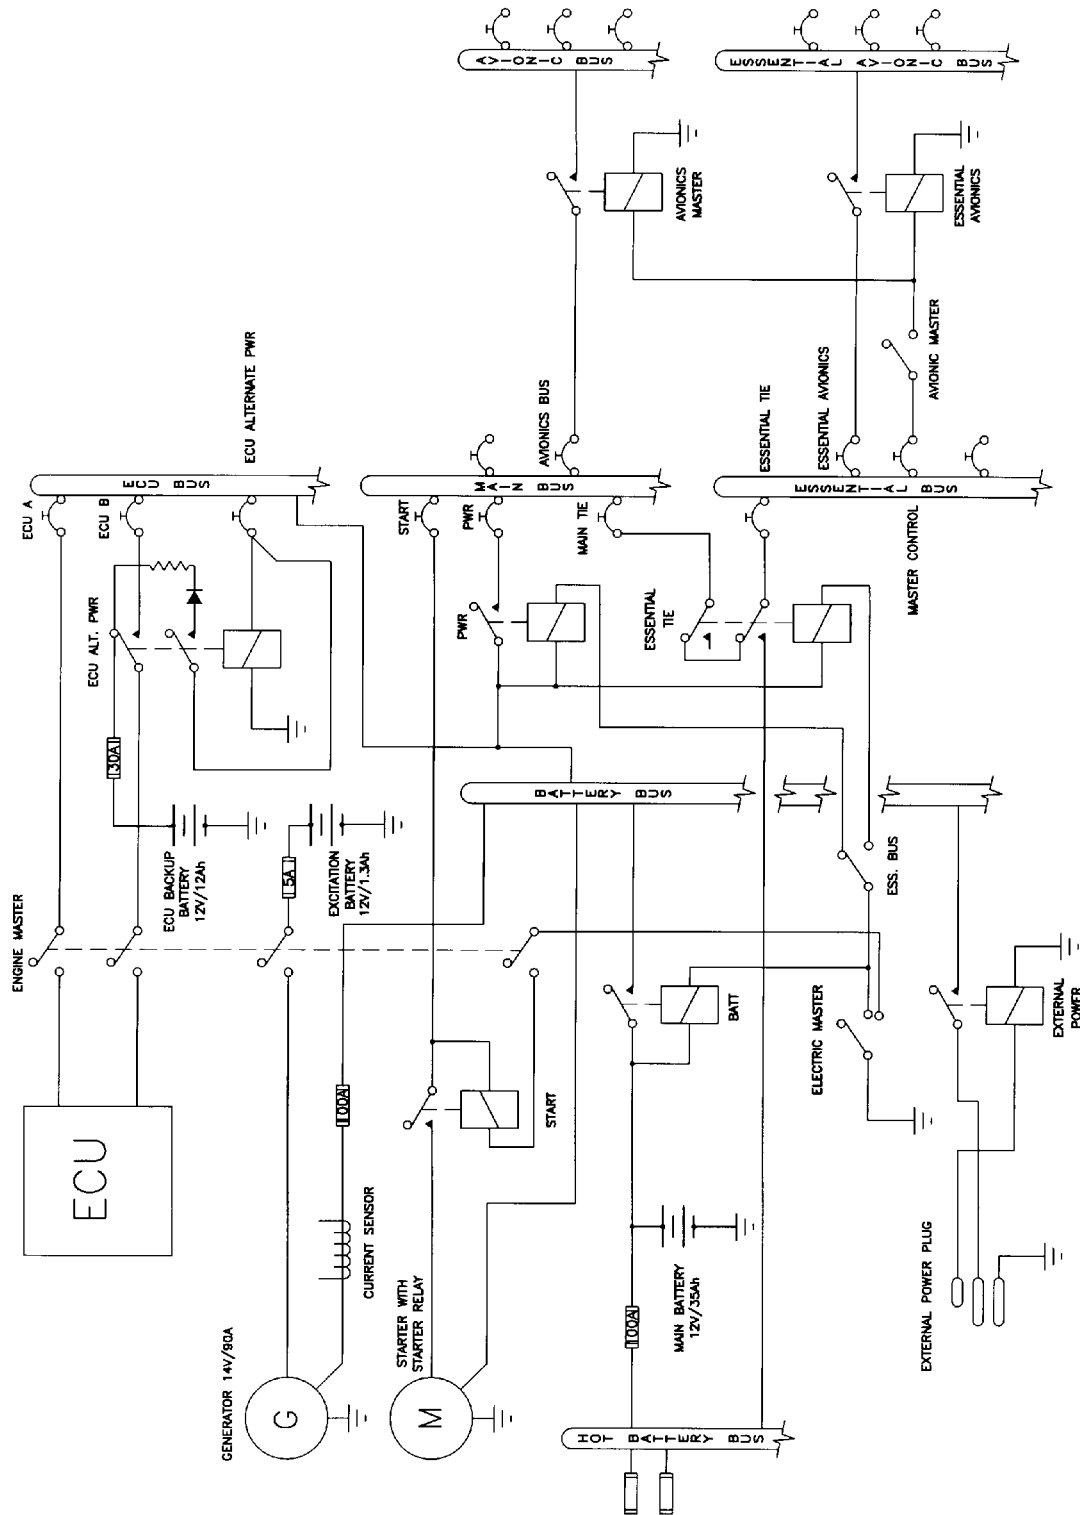 ENGINE MASTER
ECU A
ECU B
ECU BUS
ECU ALT. PWR
ECU ALTERNATE PWR
30A
ECU
ECU BACKUP
BATTERY
12V/12Ah
5A
EXCITATION
BATTERY
12V/1.3Ah
GENERATOR 14V/90A
G
CURRENT SENSOR
100A
STARTER WITH
STARTER RELAY
M
START
START
BATTERY BUS
PWR
PWR
MAIN BUS
MAIN TIE
AVIONICS BUS
AVIONIC BUS
AVIONICS
MASTER
ESSENTIAL
TIE
ESSENTIAL TIE
HOT BATTERY BUS
100A
MAIN BATTERY
12V/35Ah
BATT
ELECTRIC MASTER
ESS. BUS
MASTER CONTROL
ESSENTIAL BUS
ESSENTIAL AVIONICS
AVIONIC MASTER
ESSENTIAL
AVIONICS
ESSENTIAL AVIONIC BUS
EXTERNAL POWER PLUG
EXTERNAL
POWER